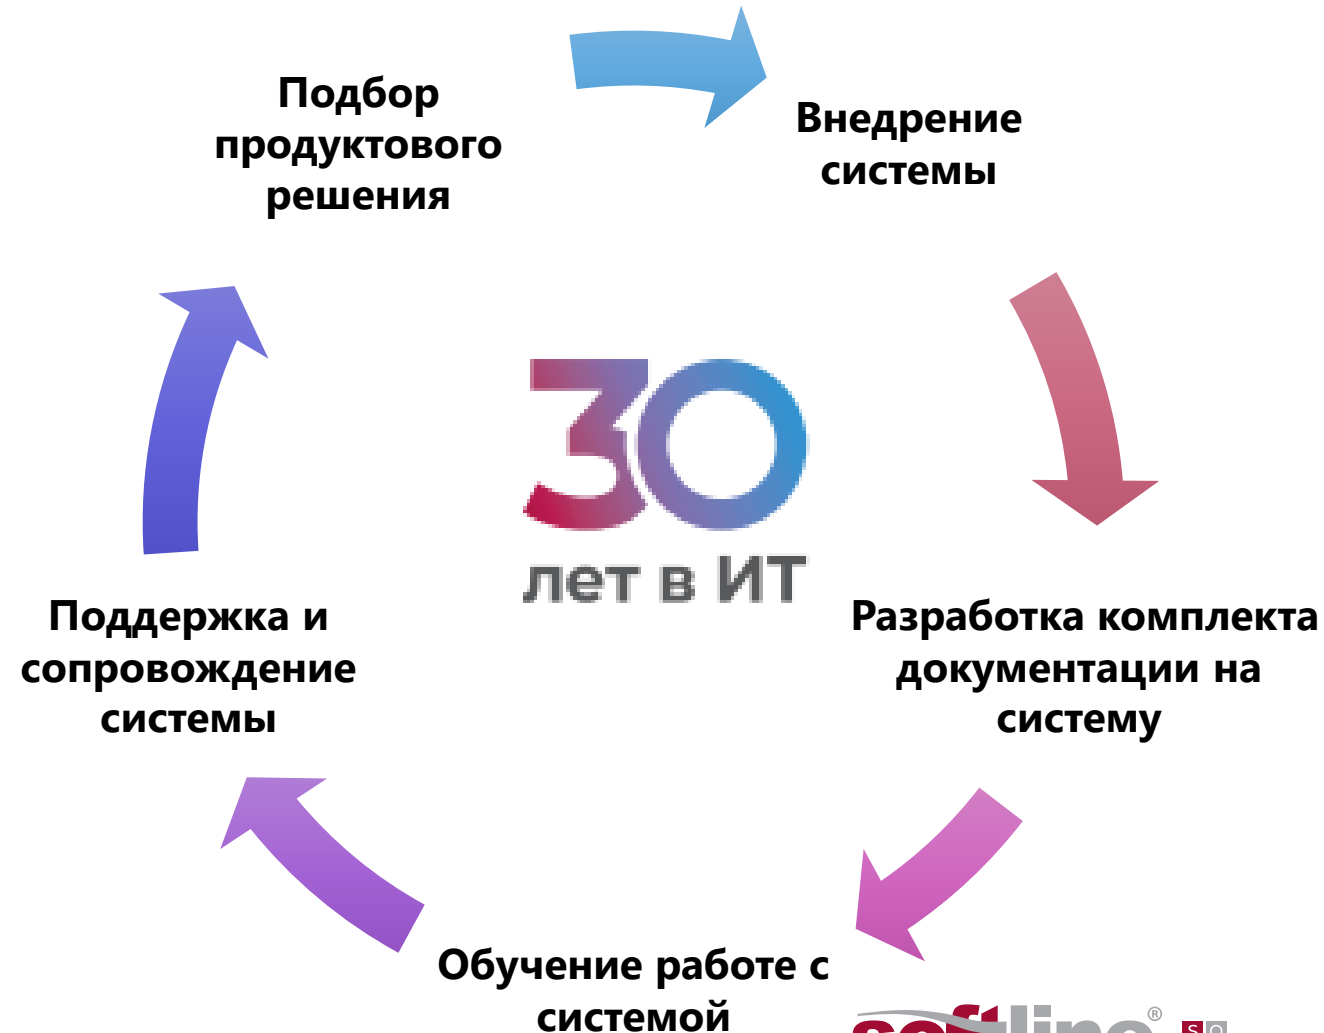 Подбор
продуктового
решения
Внедрение
системы
30
лет в ИТ
Поддержка и
сопровождение
системы
Разработка комплекта
документации на
систему
Обучение работе с
системой
softline®
S O